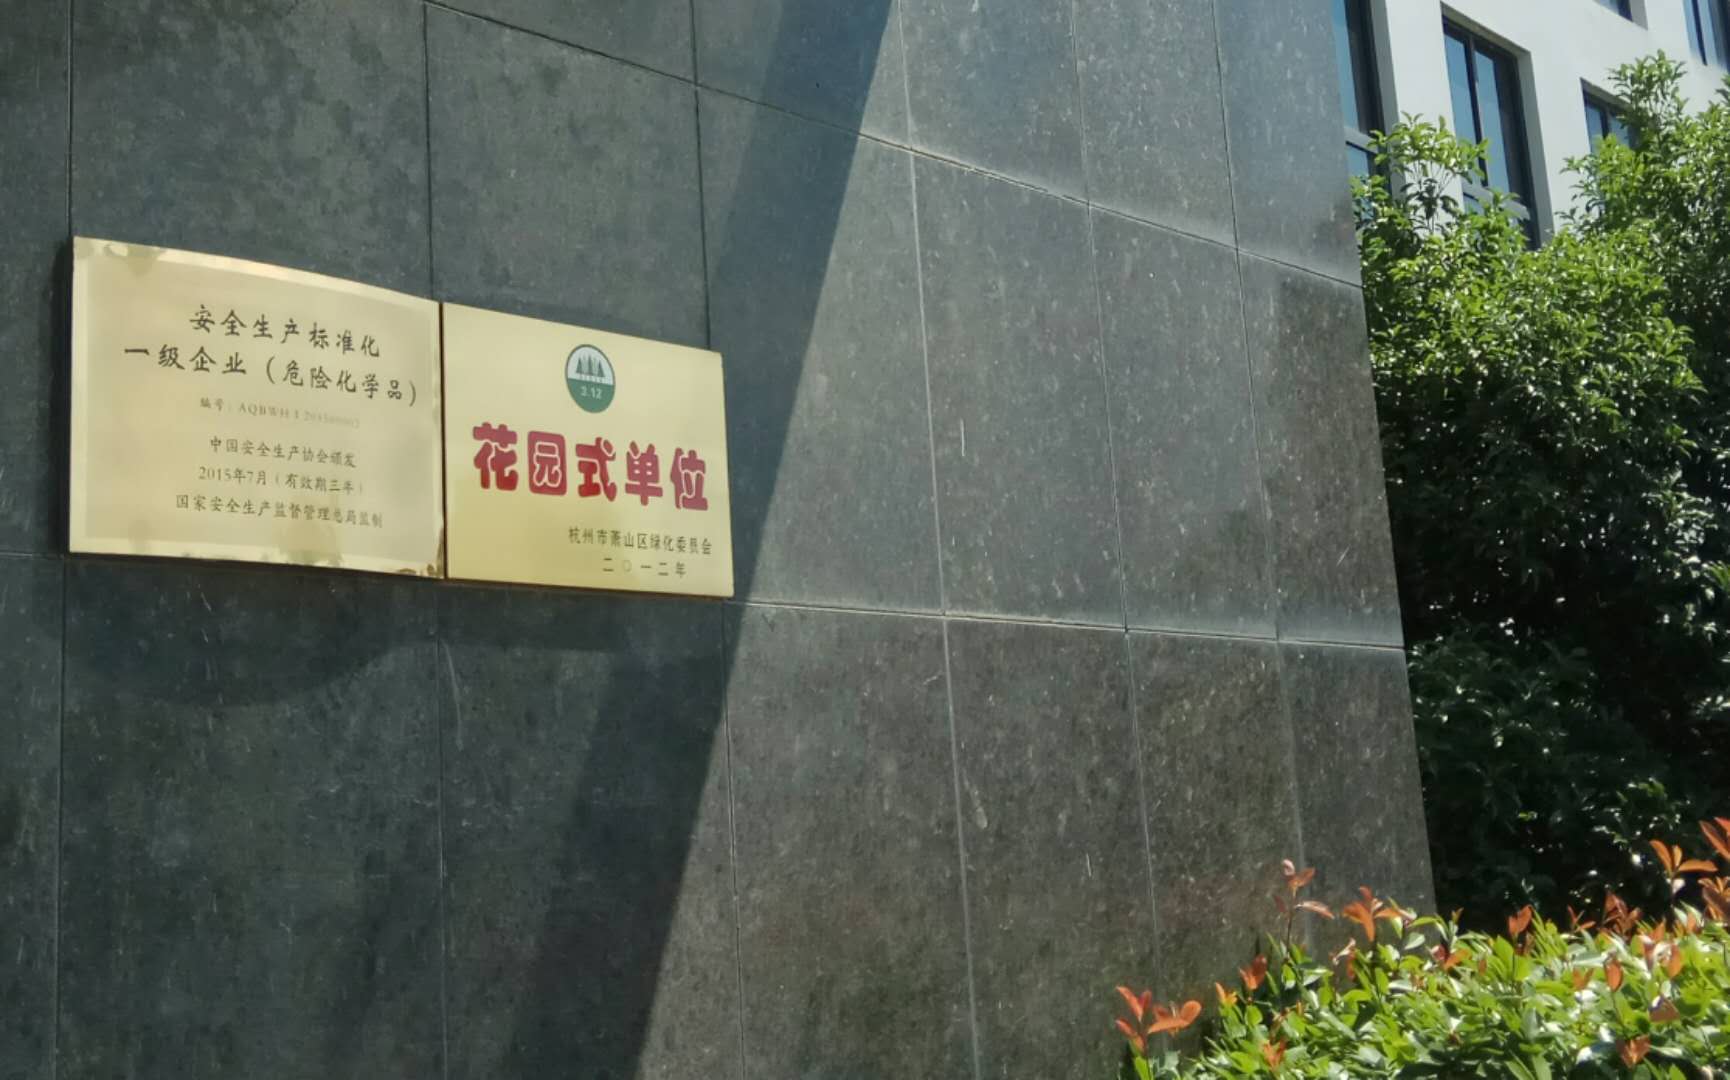 安全生产标准化
一级企业（危险化学品）
编号：AQBWHⅠ
中国安全生产协会颁发
2015年7月（有效期三年）
国家安全生产监督管理总局监制
3.12
花园式单位
杭州市萧山区绿化委员会
二〇一二年